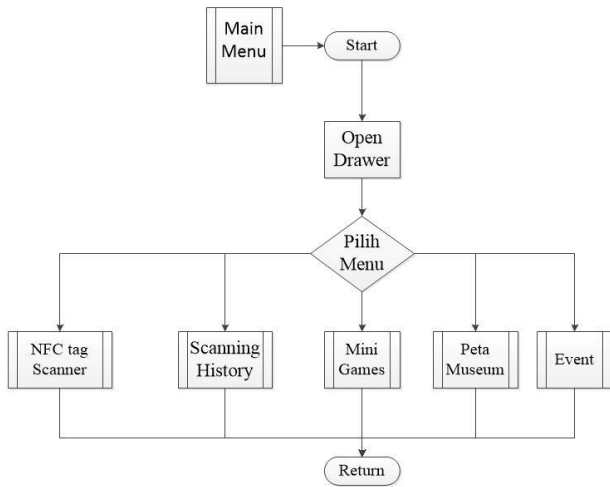 Main
Menu
Start
Open
Drawer
Pilih
Menu
NFC tag
Scanner
Scanning
History
Mini
Games
Peta
Museum
Event
Return